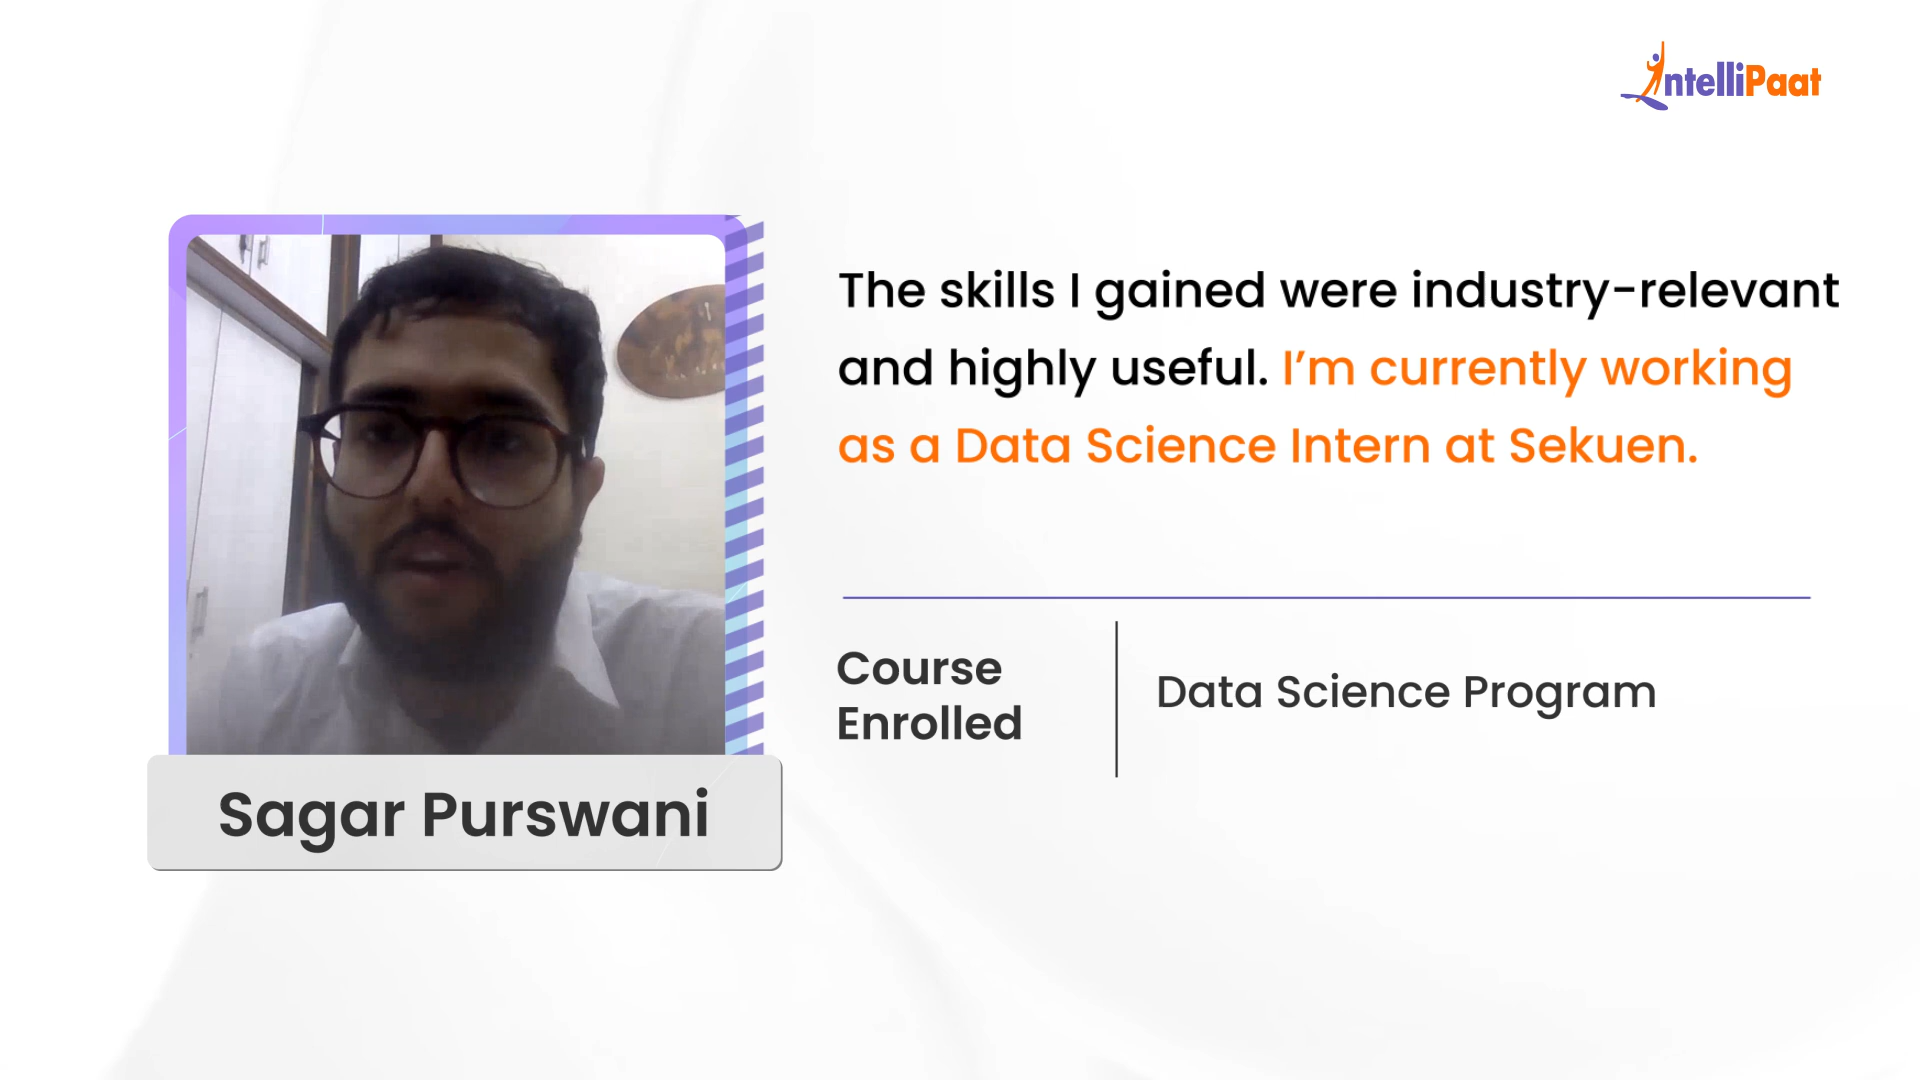 IntelliPaat
The skills I gained were industry-relevant
and highly useful. I’m currently working
as a Data Science Intern at Sekuen.
Course
Enrolled
Data Science Program
Sagar Purswani